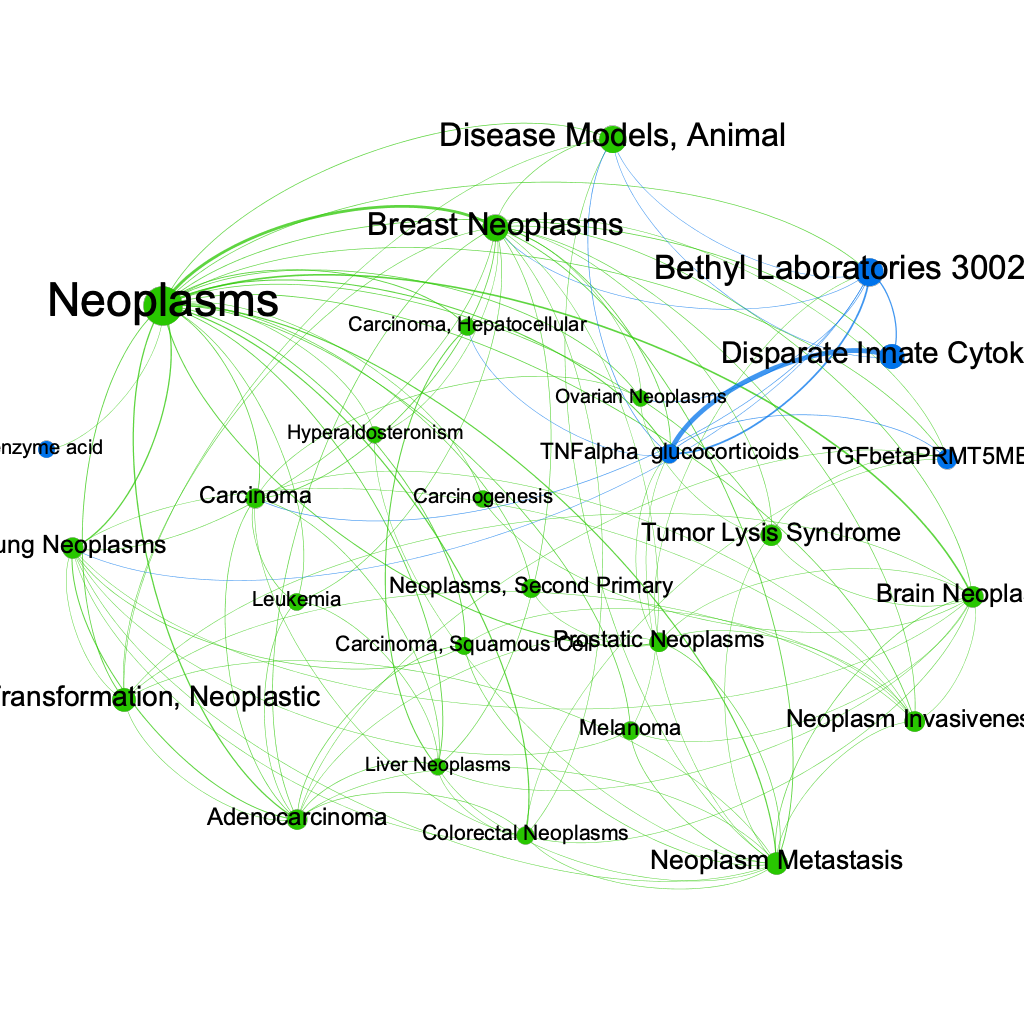 Disease Models, Animal
Breast Neoplasms
Bethyl Laboratories 3002
Neoplasms
Carcinoma, Hepatocellular
Disparate Innate Cytok
Ovarian Neoplasms
Hyperaldosteronism
enzyme acid
TNFalpha glucocorticoids
TGFbetaPRMT5ME
Carcinoma
Carcinogenesis
Tumor Lysis Syndrome
ung Neoplasms
Neoplasms, Second Primary
Brain Neopla
Leukemia
Carcinoma, Squamous Cell
Prostatic Neoplasms
Transformation, Neoplastic
Neoplasm Invasivenes
Melanoma
Liver Neoplasms
Adenocarcinoma
Colorectal Neoplasms
Neoplasm Metastasis